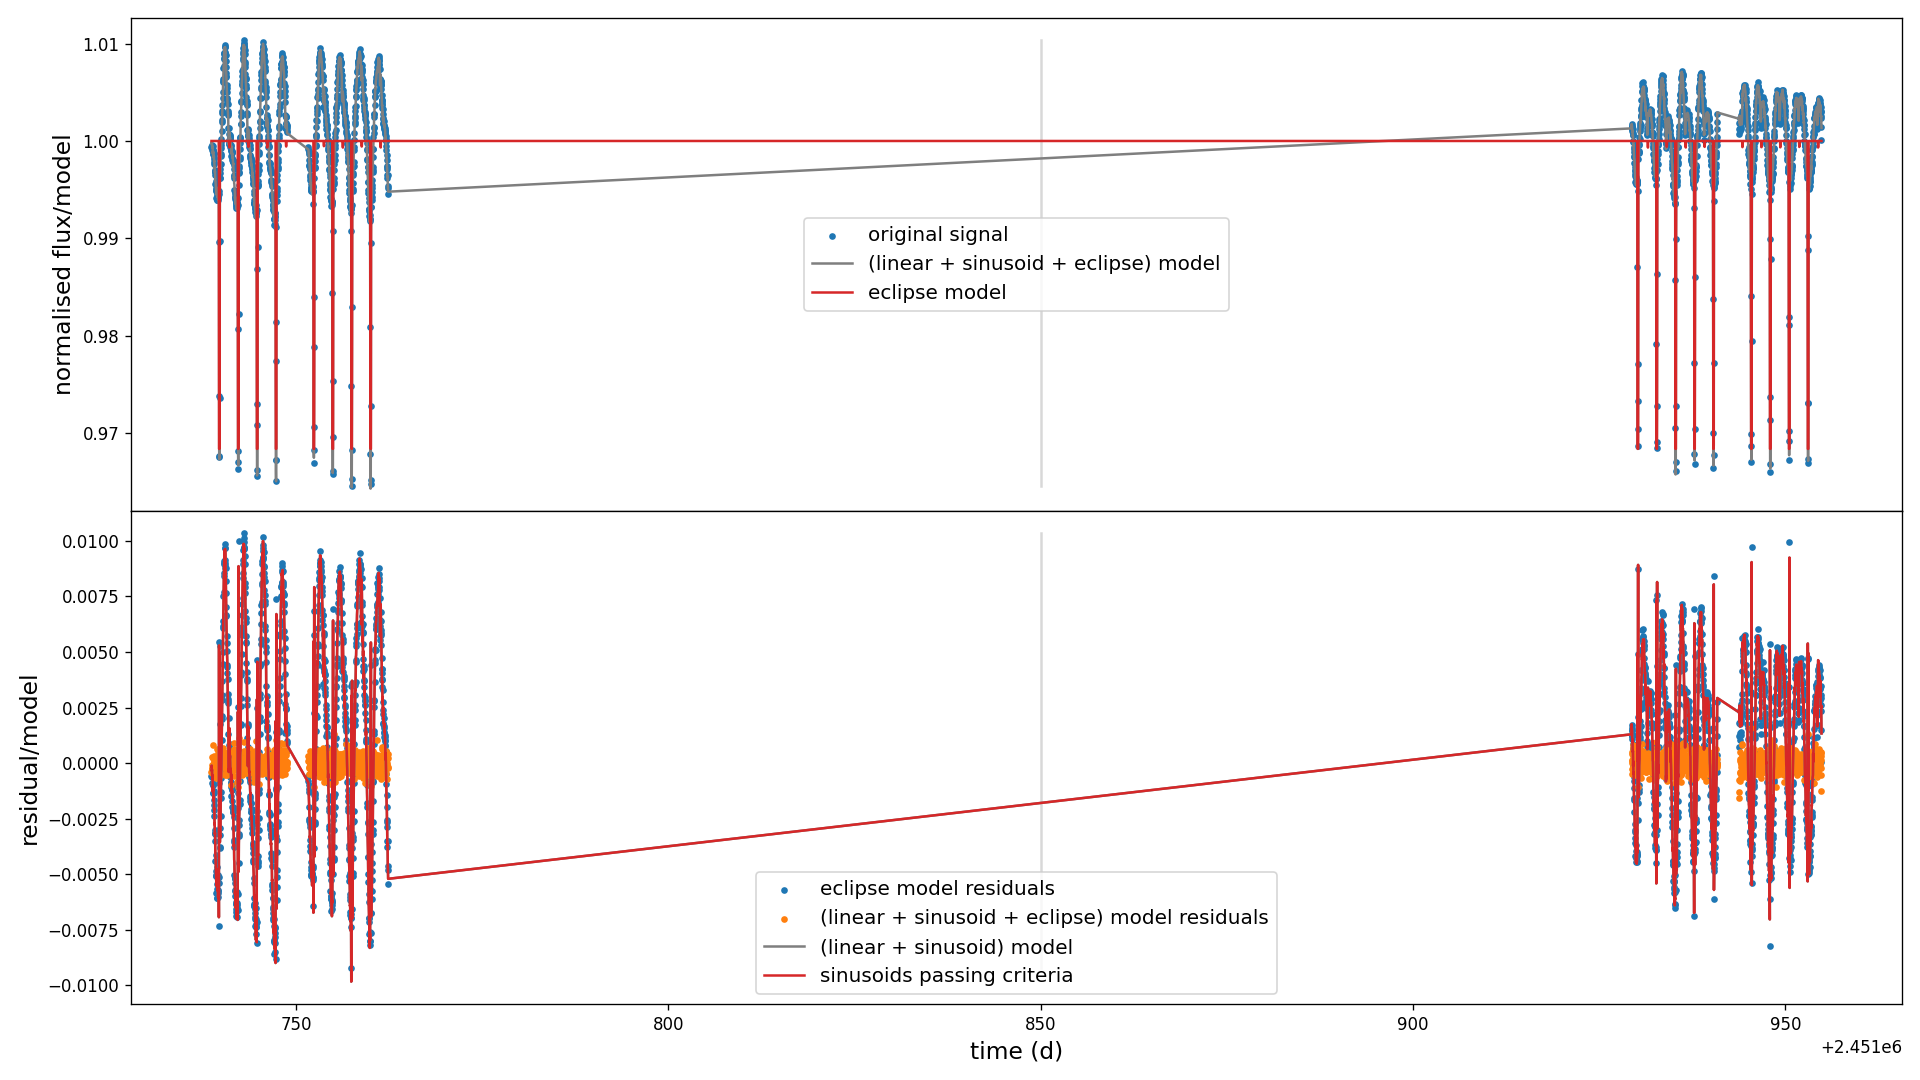 1.01
1.00
0.99
0.98
0.97
normalised flux/model
original signal
(linear + sinusoid + eclipse) model
eclipse model
0.0100
0.0075
0.0050
0.0025
0.0000
−0.0025
−0.0050
−0.0075
−0.0100
residual/model
eclipse model residuals
(linear + sinusoid + eclipse) model residuals
(linear + sinusoid) model
sinusoids passing criteria
750
800
850
900
950
time (d)
+2.451e6